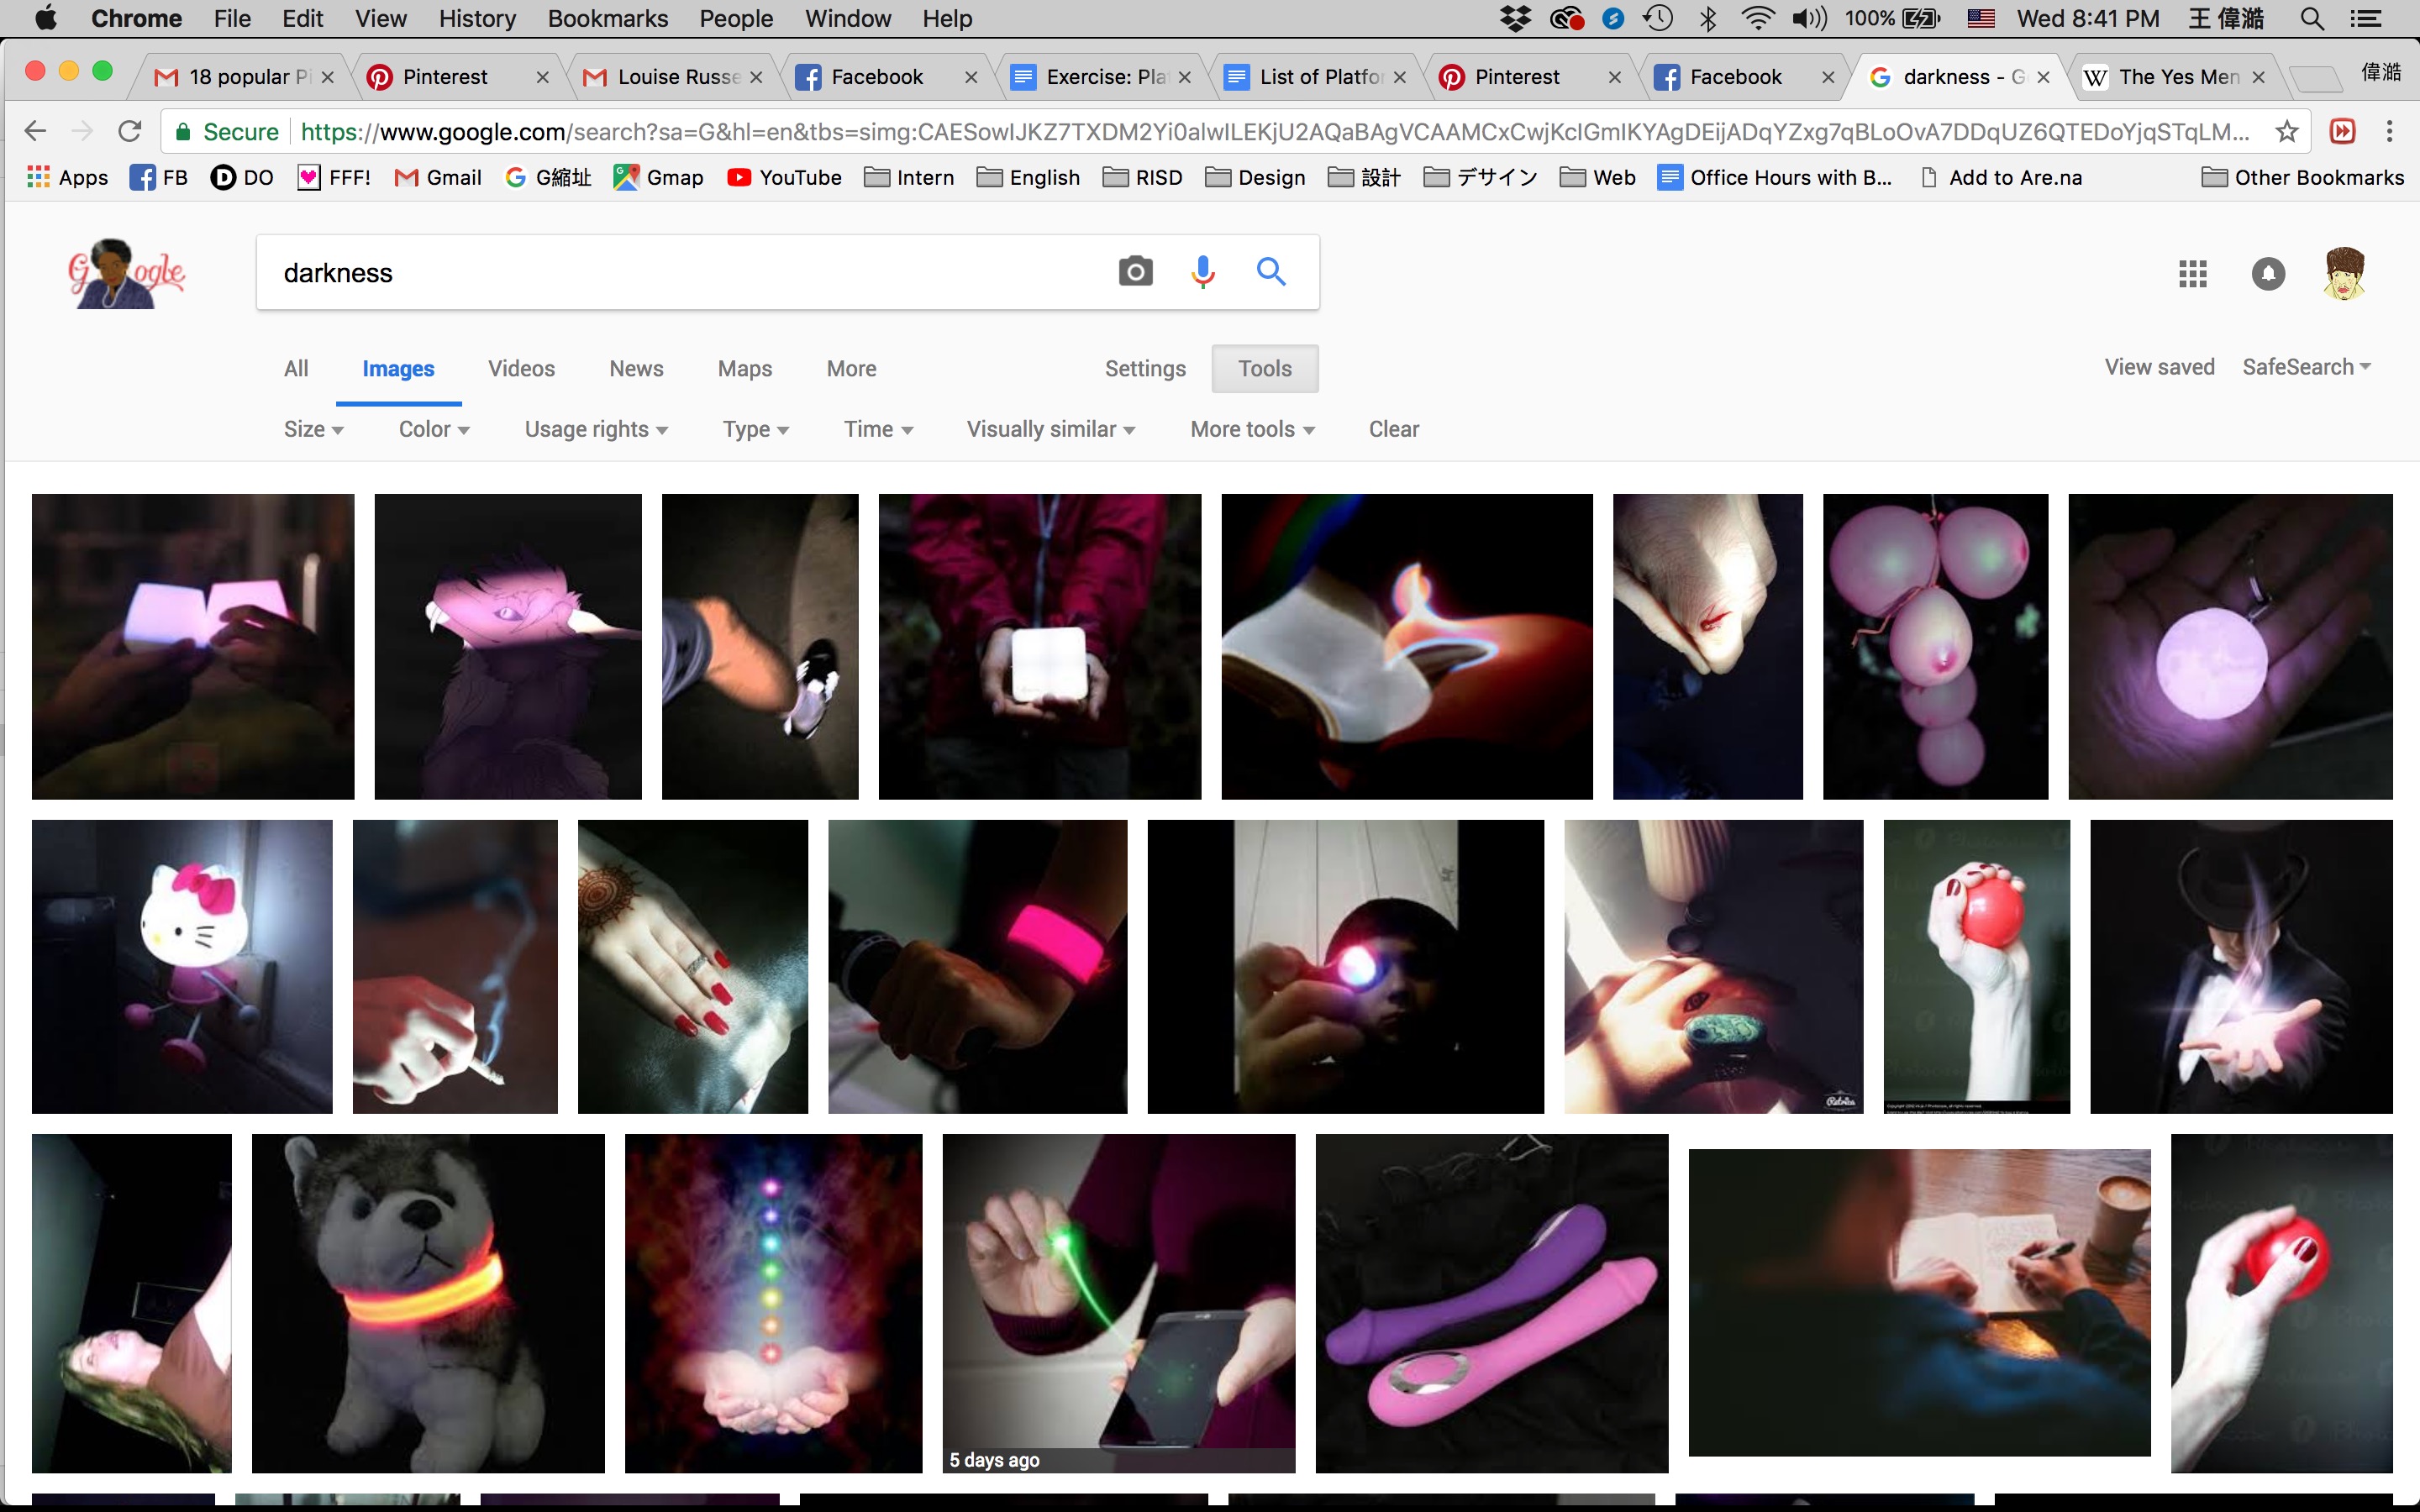 Chrome File Edit View History Bookmarks People Window Help 100% Wed 8:41 PM 王 偉澔
18 popular Pi Pinterest Louise Russe Facebook Exercise: Pla List of Platfo Pinterest Facebook darkness - G The Yes Men 偉澔
Secure https://www.google.com/search?sa=G&hl=en&tbs=simg:CAESowIJKZ7TXDM2Yi0alwILEKjU2AQaBAgVCAAMCxCwjKcIGmIKYAgDEijADqYZxg7qBLoOvA7DDqUZ6QTEDoYjqSTqLM...
Apps FB DO FFF! Gmail G縮址 Gmap YouTube Intern English RISD Design 設計 デサイン Web Office Hours with B... Add to Are.na Other Bookmarks
Google
darkness
All Images Videos News Maps More Settings Tools View saved SafeSearch
Size Color Usage rights Type Time Visually similar More tools Clear
Retrica
5 days ago